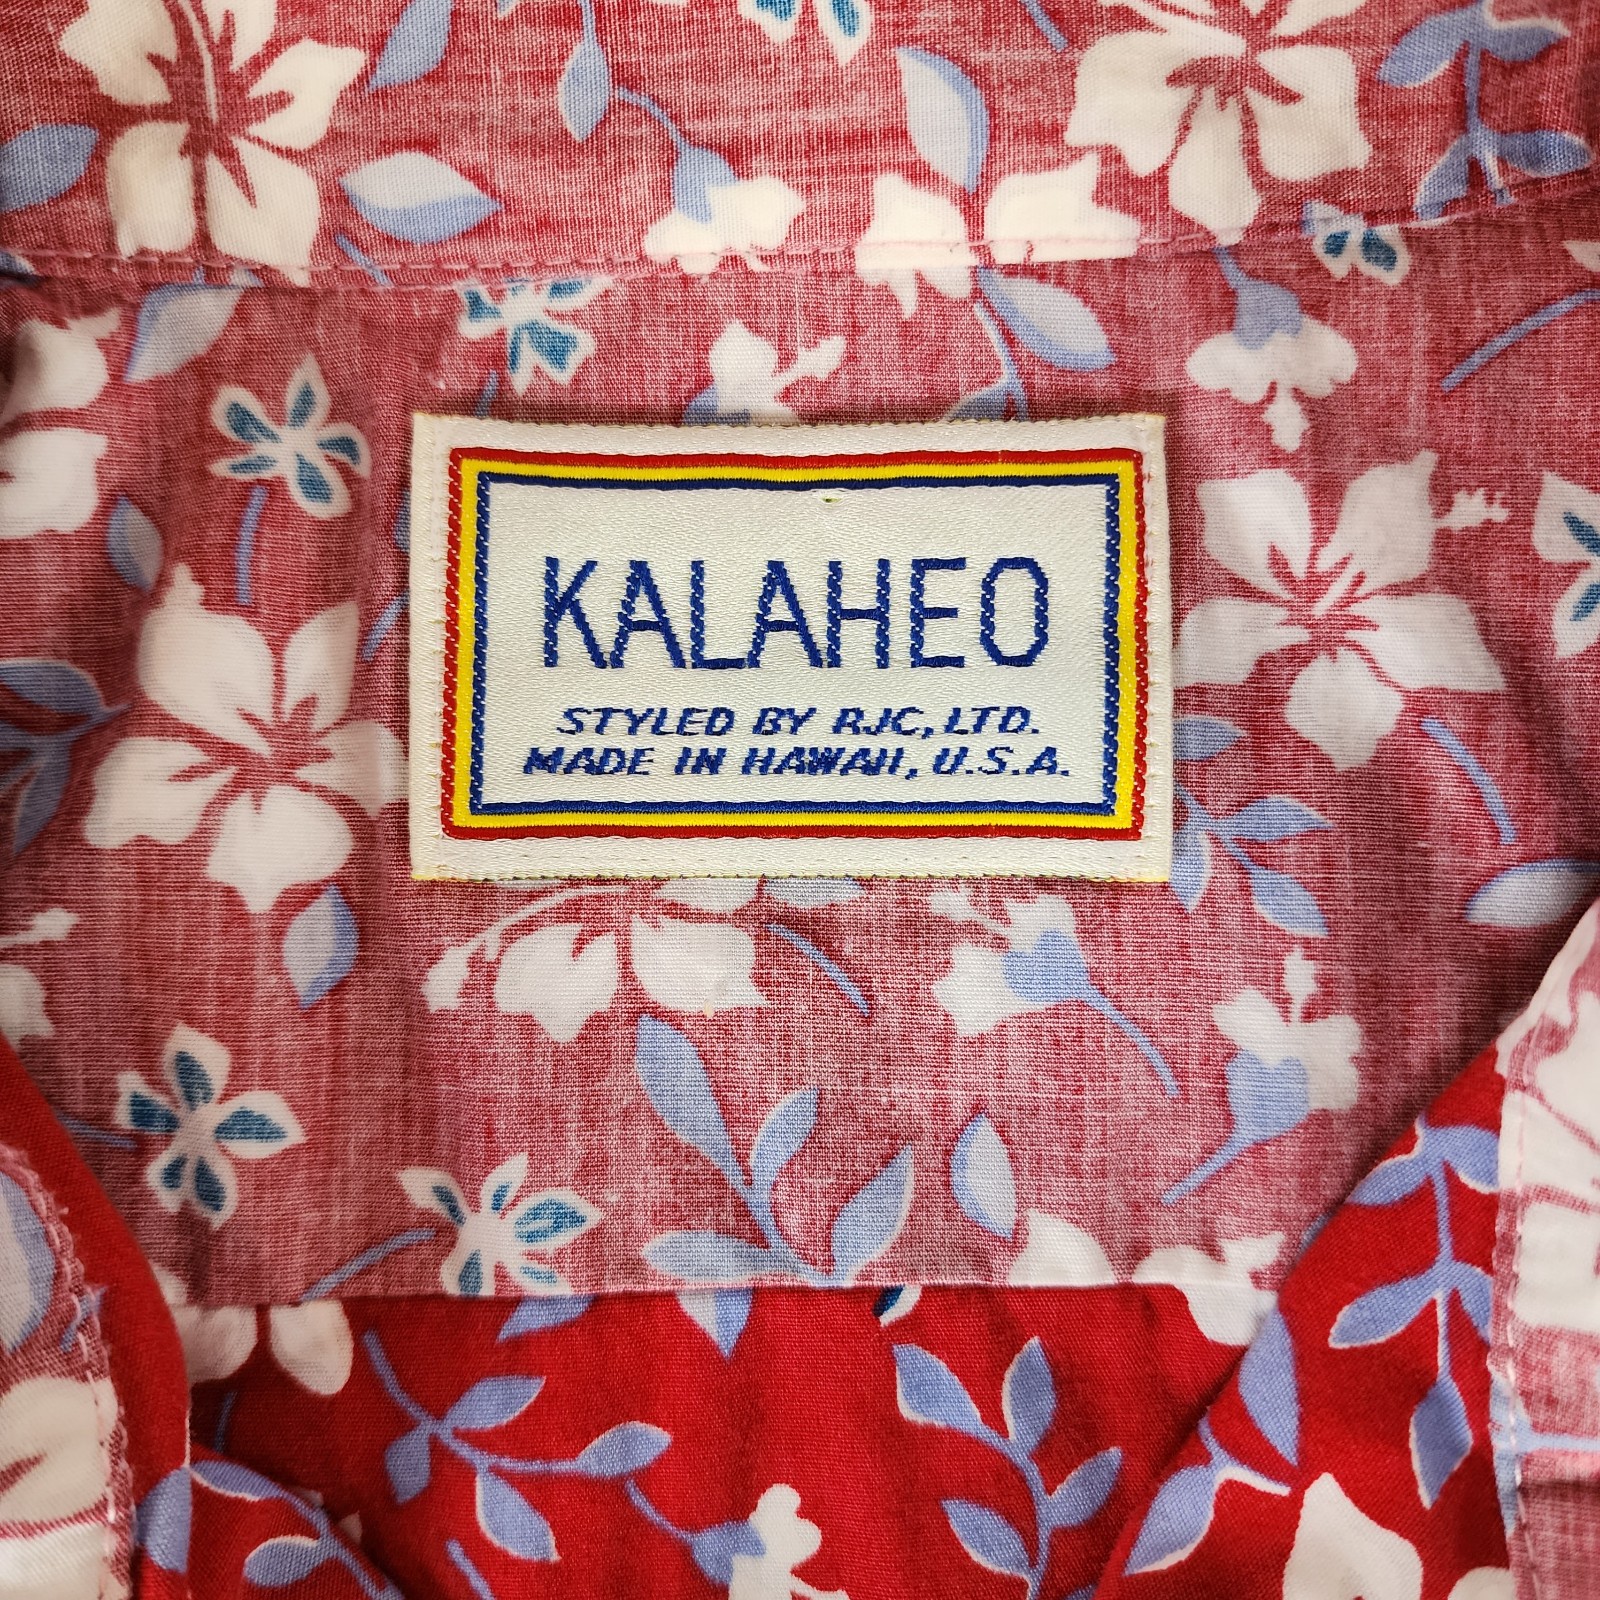 KALAHEO
STYLED BY RJC, LTD.
MADE IN HAWAII, U.S.A.